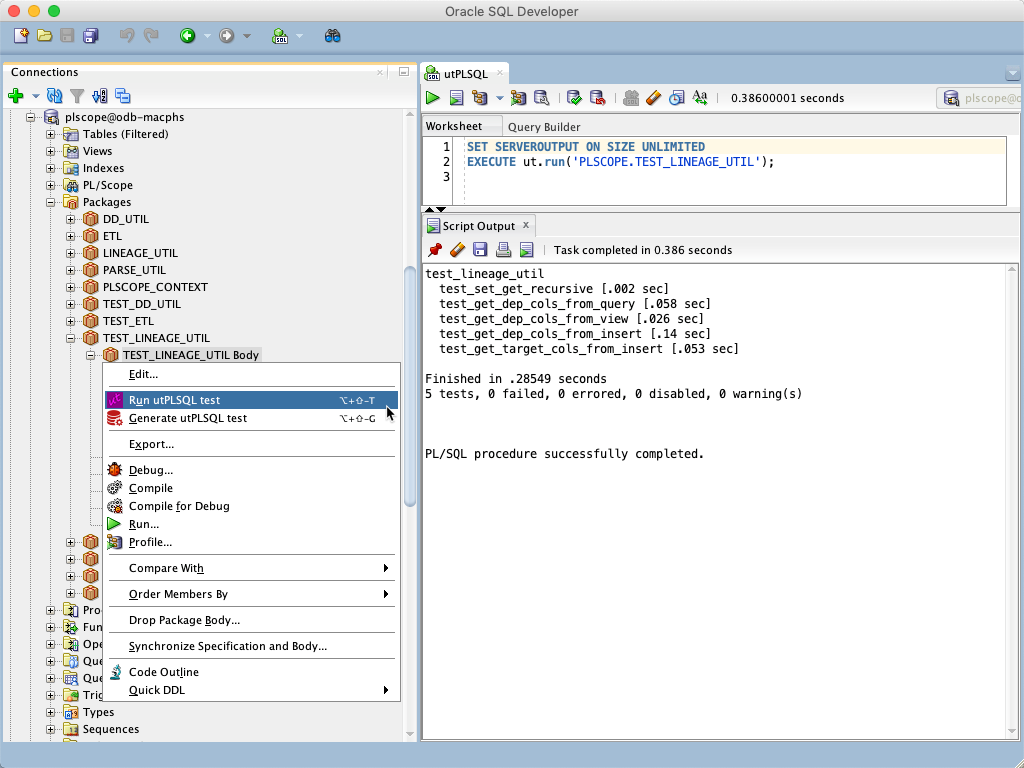 Oracle SQL Developer
Connections
plscope@odb-macphs
Tables (Filtered)
Views
Indexes
PL/Scope
Packages
DD_UTIL
ETL
LINEAGE_UTIL
PARSE_UTIL
PLSCOPE_CONTEXT
TEST_DD_UTIL
TEST_ETL
TEST_LINEAGE_UTIL
TEST_LINEAGE_UTIL Body
Edit...
Run utPLSQL test ⌥+⇧-T
Generate utPLSQL test ⌥+⇧-G
Export...
Debug...
Compile
Compile for Debug
Run...
Profile...
Compare With
Order Members By
Drop Package Body...
Synchronize Specification and Body...
Code Outline
Quick DDL
Pro
Fun
Ope
Que
Que
Trig
Types
Sequences
utPLSQL
0.38600001 seconds
plscope@o
Worksheet Query Builder
1 SET SERVEROUTPUT ON SIZE UNLIMITED
2 EXECUTE ut.run('PLSCOPE.TEST_LINEAGE_UTIL');
3
Script Output x
Task completed in 0.386 seconds
test_lineage_util
test_set_get_recursive [.002 sec]
test_get_dep_cols_from_query [.058 sec]
test_get_dep_cols_from_view [.026 sec]
test_get_dep_cols_from_insert [.14 sec]
test_get_target_cols_from_insert [.053 sec]
Finished in .28549 seconds
5 tests, 0 failed, 0 errored, 0 disabled, 0 warning(s)
PL/SQL procedure successfully completed.